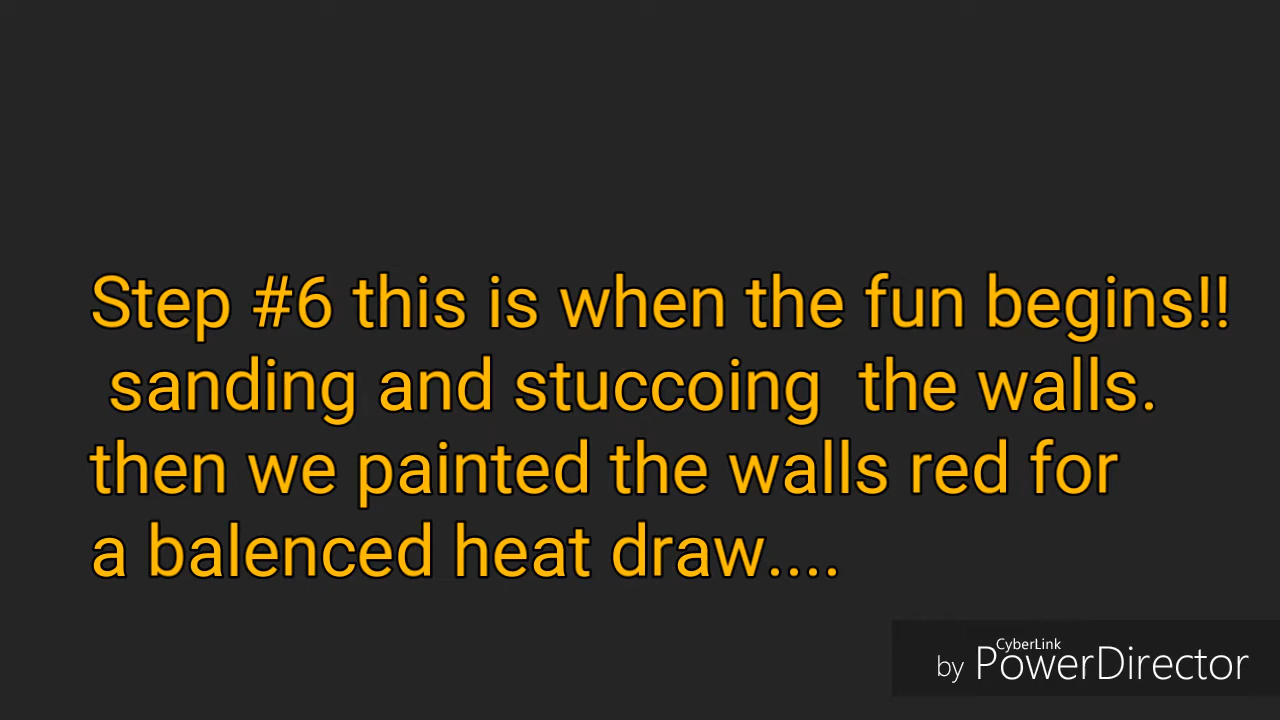 Step #6 this is when the fun begins!!
sanding and stuccoing the walls.
then we painted the walls red for
a balenced heat draw....
CyberLink
by PowerDirector